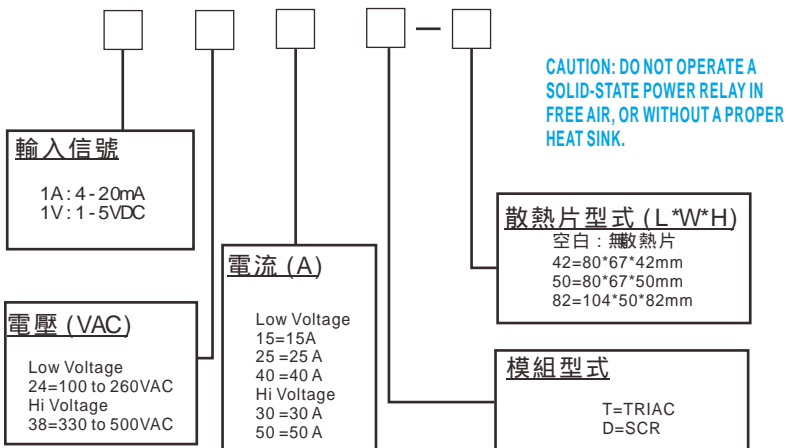 CAUTION: DO NOT OPERATE A
SOLID-STATE POWER RELAY IN
FREE AIR, OR WITHOUT A PROPER
HEAT SINK.
輸入信號
1A:4-20mA
1V:1-5VDC
電壓 (VAC)
Low Voltage
24=100 to 260VAC
Hi Voltage
38=330 to 500VAC
電流 (A)
Low Voltage
15=15A
25=25A
40=40A
Hi Voltage
30=30A
50=50A
散熱片型式 (L*W*H)
空白:無散熱片
42=80*67*42mm
50=80*67*50mm
82=104*50*82mm
模組型式
T=TRIAC
D=SCR